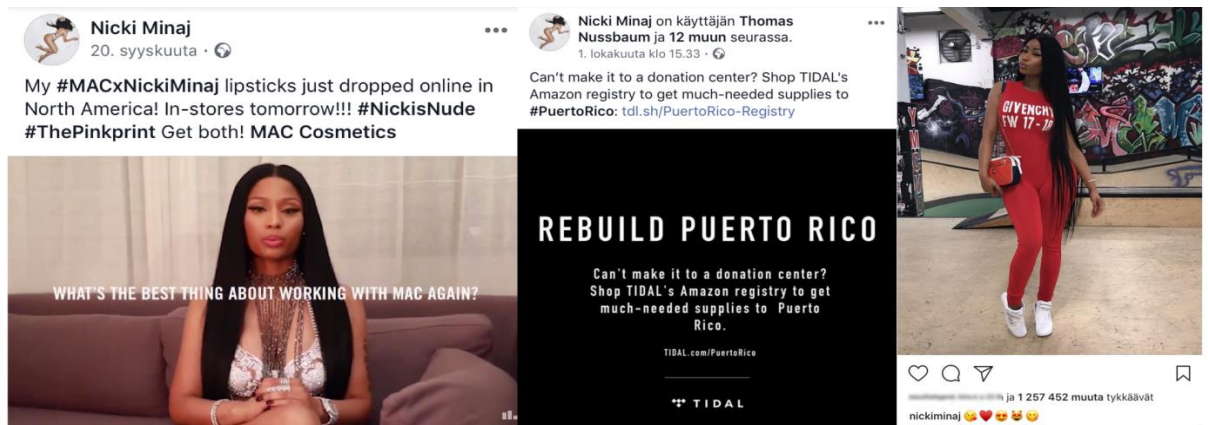 Nicki Minaj
20. syyskuuta ·
My #MACxNickiMinaj lipsticks just dropped online in
North America! In-stores tomorrow!!! #NickisNude
#ThePinkprint Get both! MAC Cosmetics
WHAT'S THE BEST THING ABOUT WORKING WITH MAC AGAIN?
Nicki Minaj on käyttäjän Thomas
Nussbaum ja 12 muun seurassa.
1. lokakuuta klo 15.33 ·
Can't make it to a donation center? Shop TIDAL's
Amazon registry to get much-needed supplies to
#PuertoRico: tdl.sh/PuertoRico-Registry
REBUILD PUERTO RICO
Can't make it to a donation center?
Shop TIDAL's Amazon registry to get
much-needed supplies to Puerto
Rico.
TIDAL.com/PuertoRico
TIDAL
GIVENCHY
FW 17-18
ja 1 257 452 muuta tykkäävät
nickiminaj